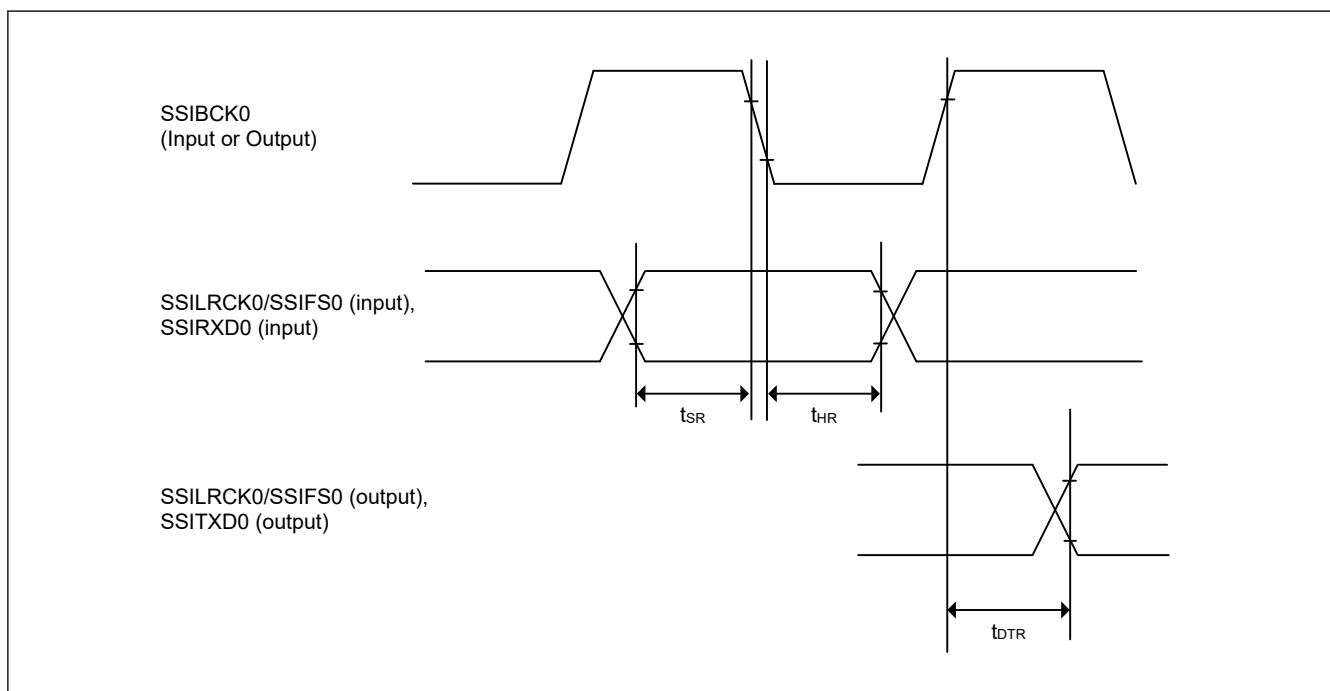 SSIBCK0
(Input or Output)
SSILRCK0/SSIFS0 (input),
SSIRXD0 (input)
tSR
tHR
SSILRCK0/SSIFS0 (output),
SSITXD0 (output)
tDTR